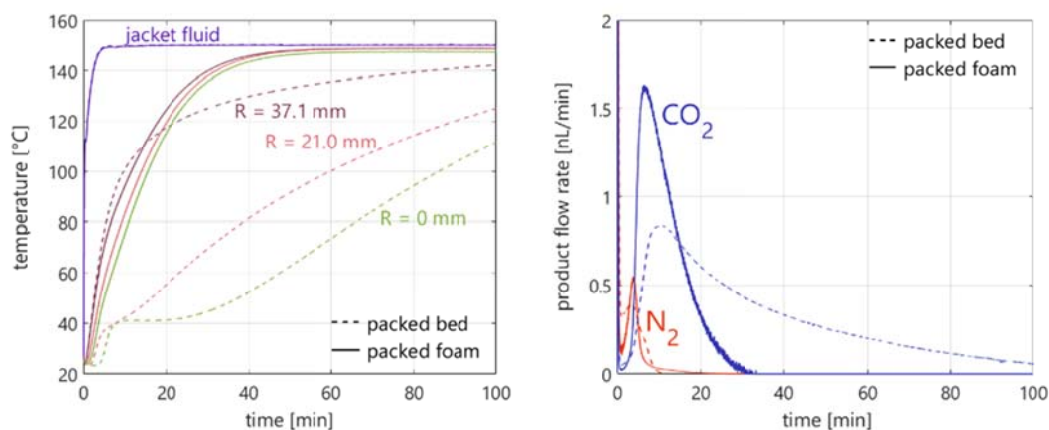 160
140
120
100
80
60
40
20
temperature [°C]
jacket fluid
R = 37.1 mm
R = 21.0 mm
R = 0 mm
packed bed
packed foam
0 20 40 60 80 100
time [min]
2
1.5
1
0.5
0
product flow rate [nL/min]
packed bed
packed foam
CO2
N2
0 20 40 60 80 100
time [min]